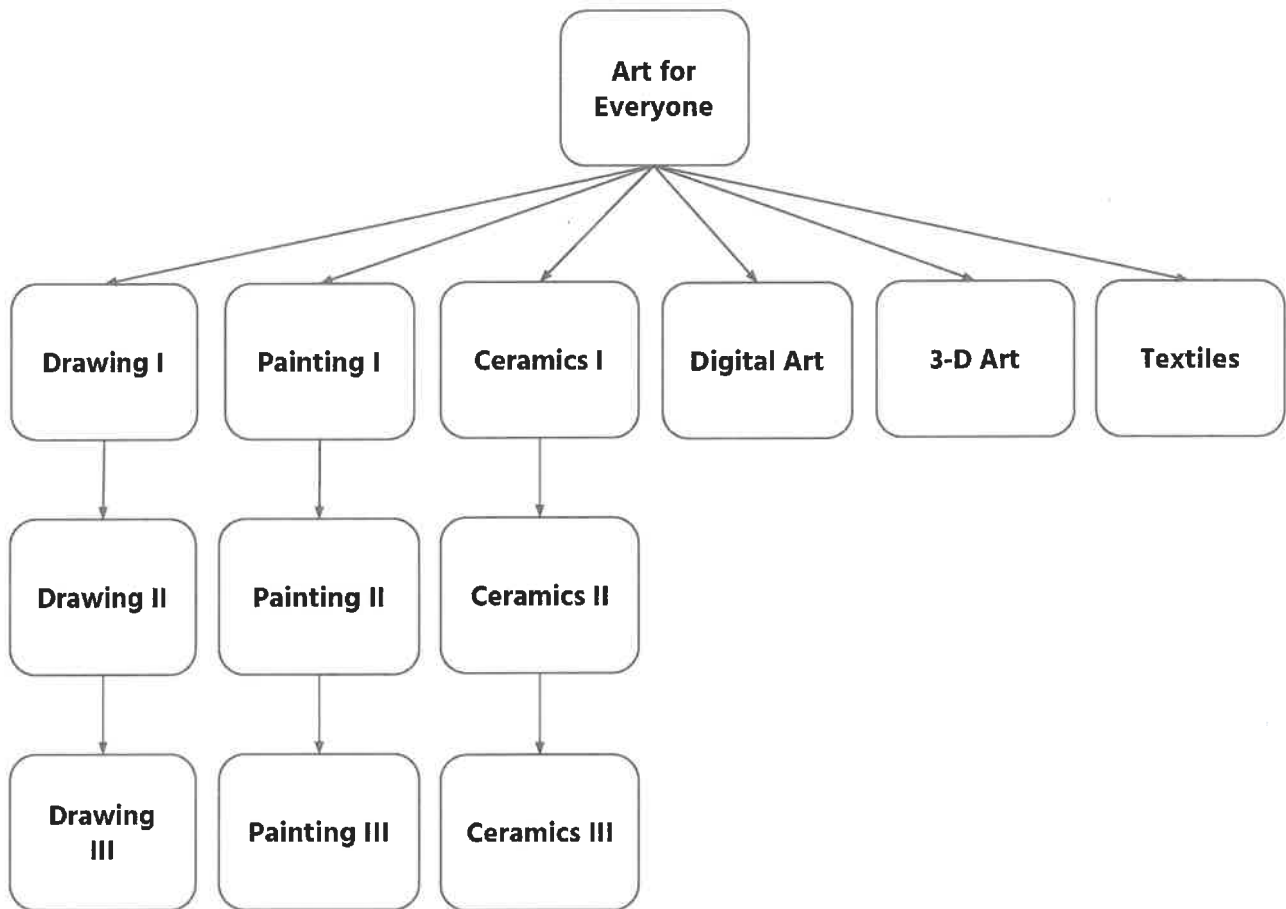 Art for
Everyone
Drawing I
Painting I
Ceramics I
Digital Art
3-D Art
Textiles
Drawing II
Painting II
Ceramics II
Drawing
III
Painting III
Ceramics III